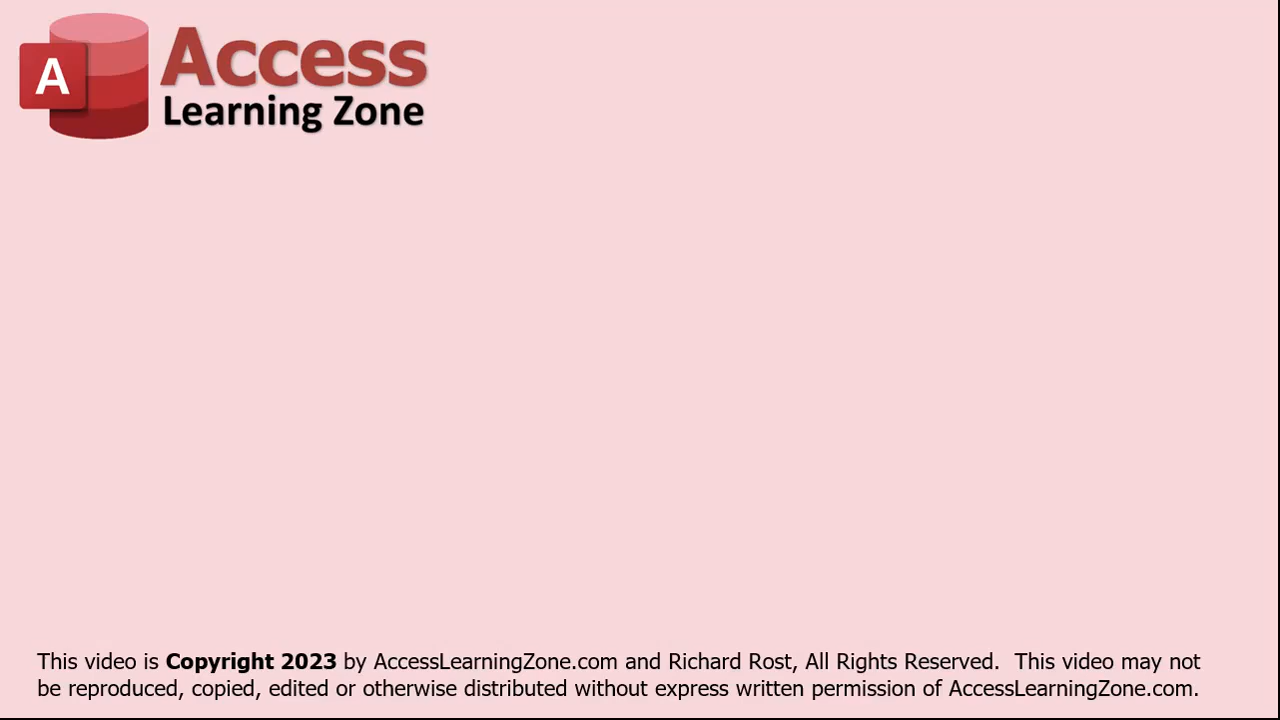 A
Access
Learning Zone
This video is Copyright 2023 by AccessLearningZone.com and Richard Rost, All Rights Reserved.  This video may not
be reproduced, copied, edited or otherwise distributed without express written permission of AccessLearningZone.com.